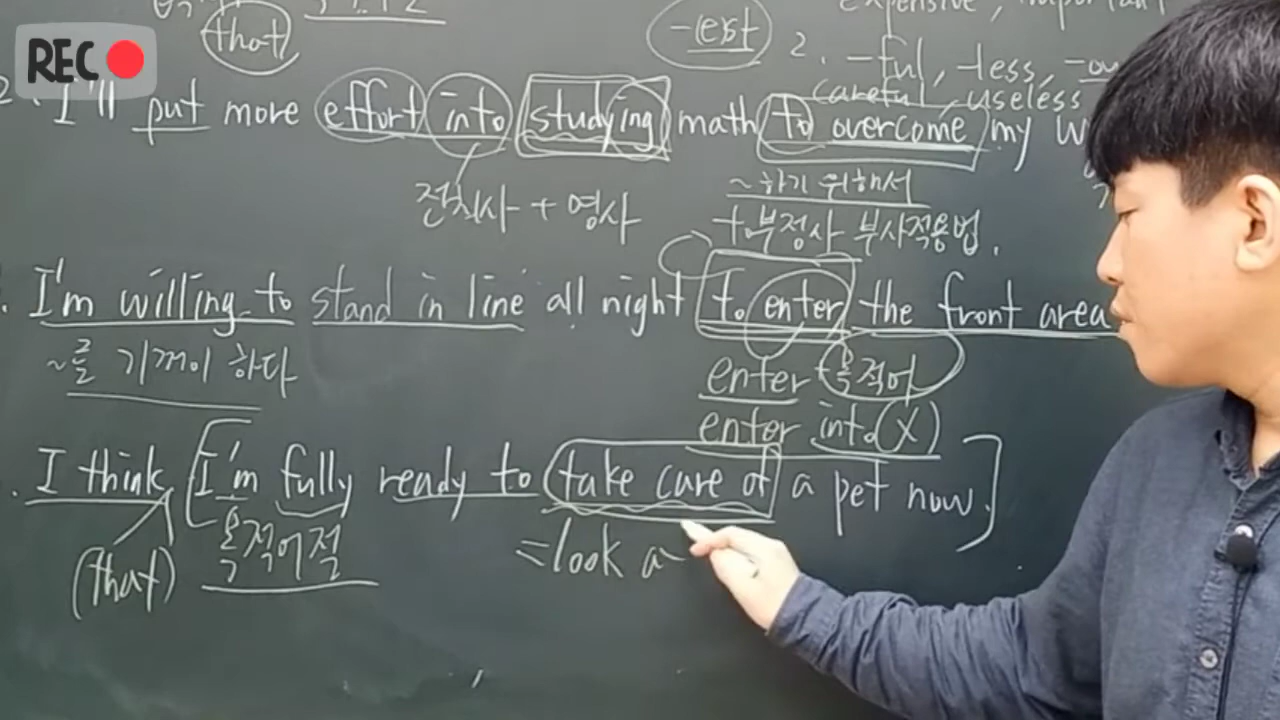 that -est expensive, important
2. -ful, -less, -ou
REC careful, useless
2. I'll put more effort into studying math to overcome my w
전치사 + 명사 ~하기 위해서
to부정사 부사적용법.
. I'm willing to stand in line all night to enter the front area
~를 기꺼이 하다 enter 목적어
enter into (X)
. I think [I'm fully ready to take care of a pet now.]
(that) 목적어절 =look a